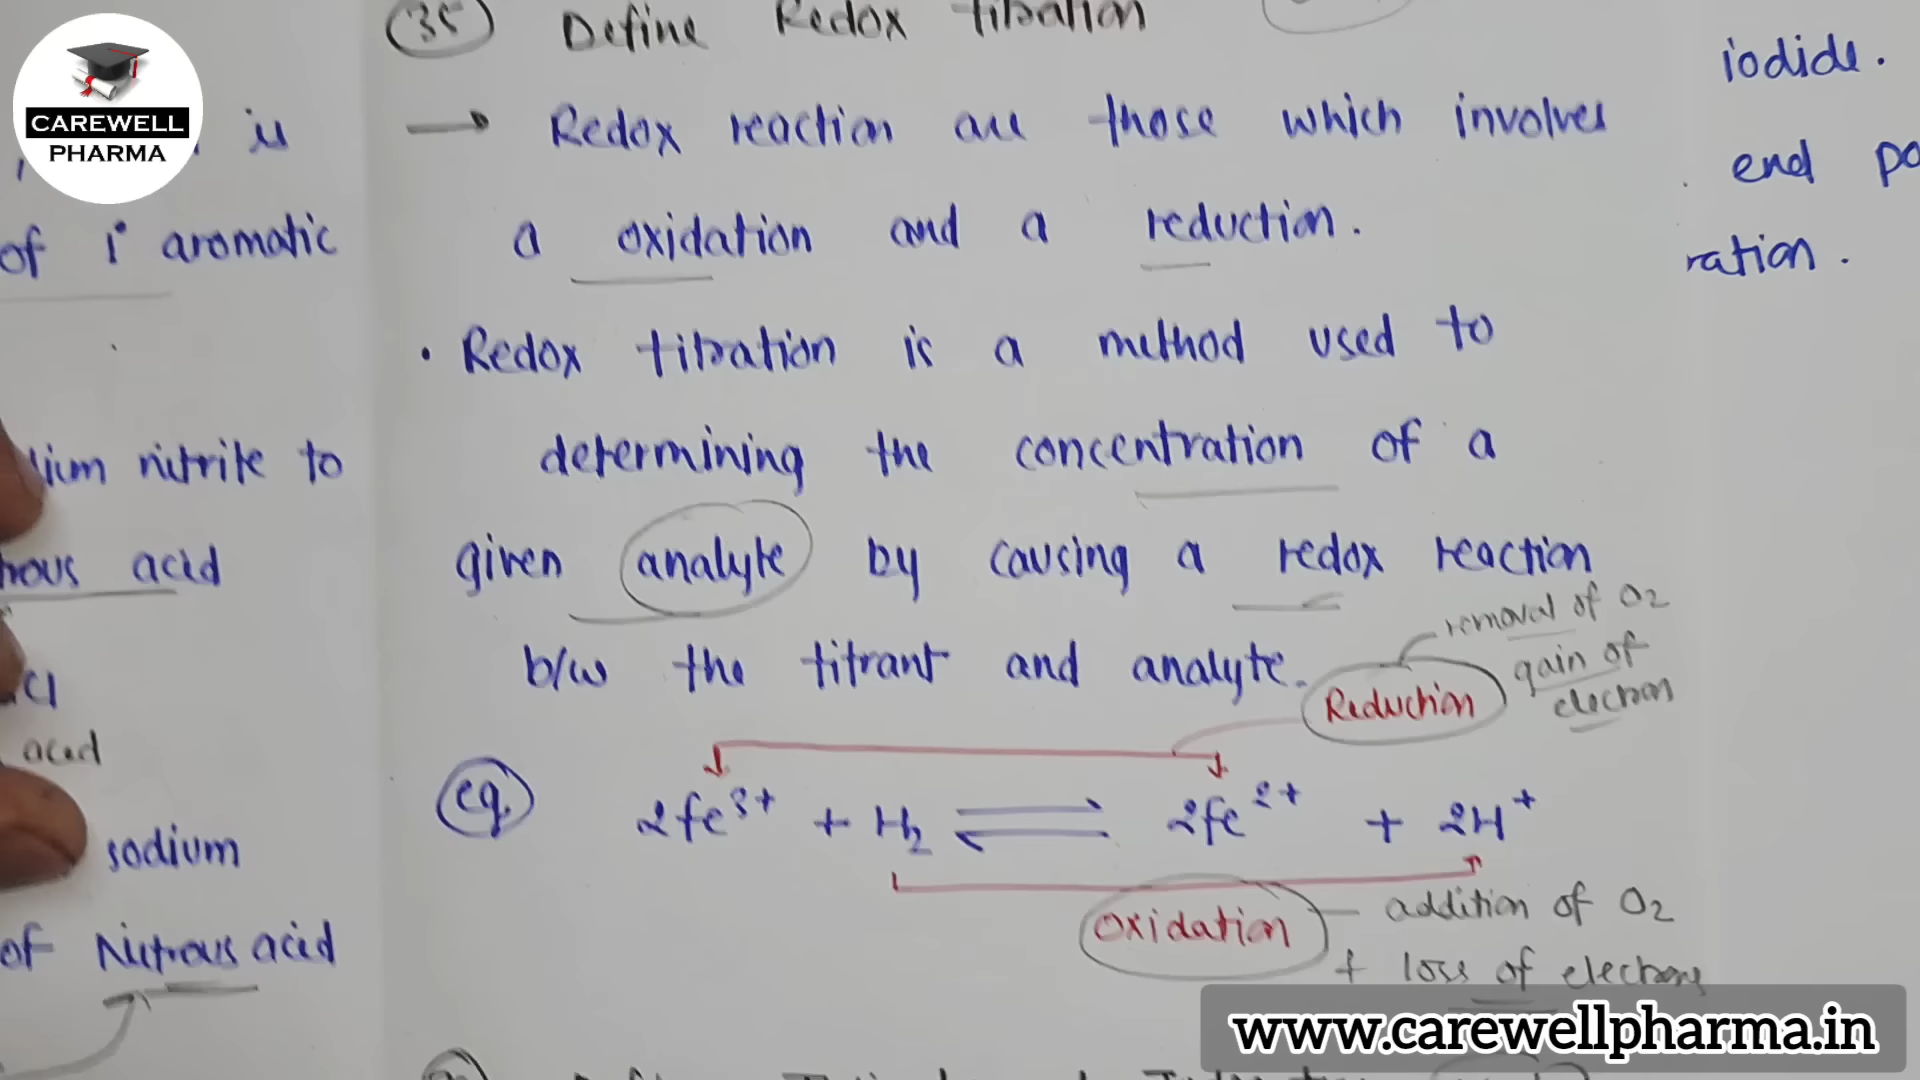 35 Define Redox titration
→ Redox reaction are those which involves
a oxidation and a reduction.
• Redox titration is a method used to
determining the concentration of a
given analyte by causing a redox reaction
b/w the titrant and analyte.
Reduction
removal of O2
gain of
electron
eg. 2fe3+ + H2 ⇌ 2fe2+ + 2H+
Oxidation – addition of O2
+ loss of electrons
is
of 1° aromatic
nitrite to
acid
acid
sodium
of Nitrous acid
iodide.
end
ration.
CAREWELL
PHARMA
www.carewellpharma.in